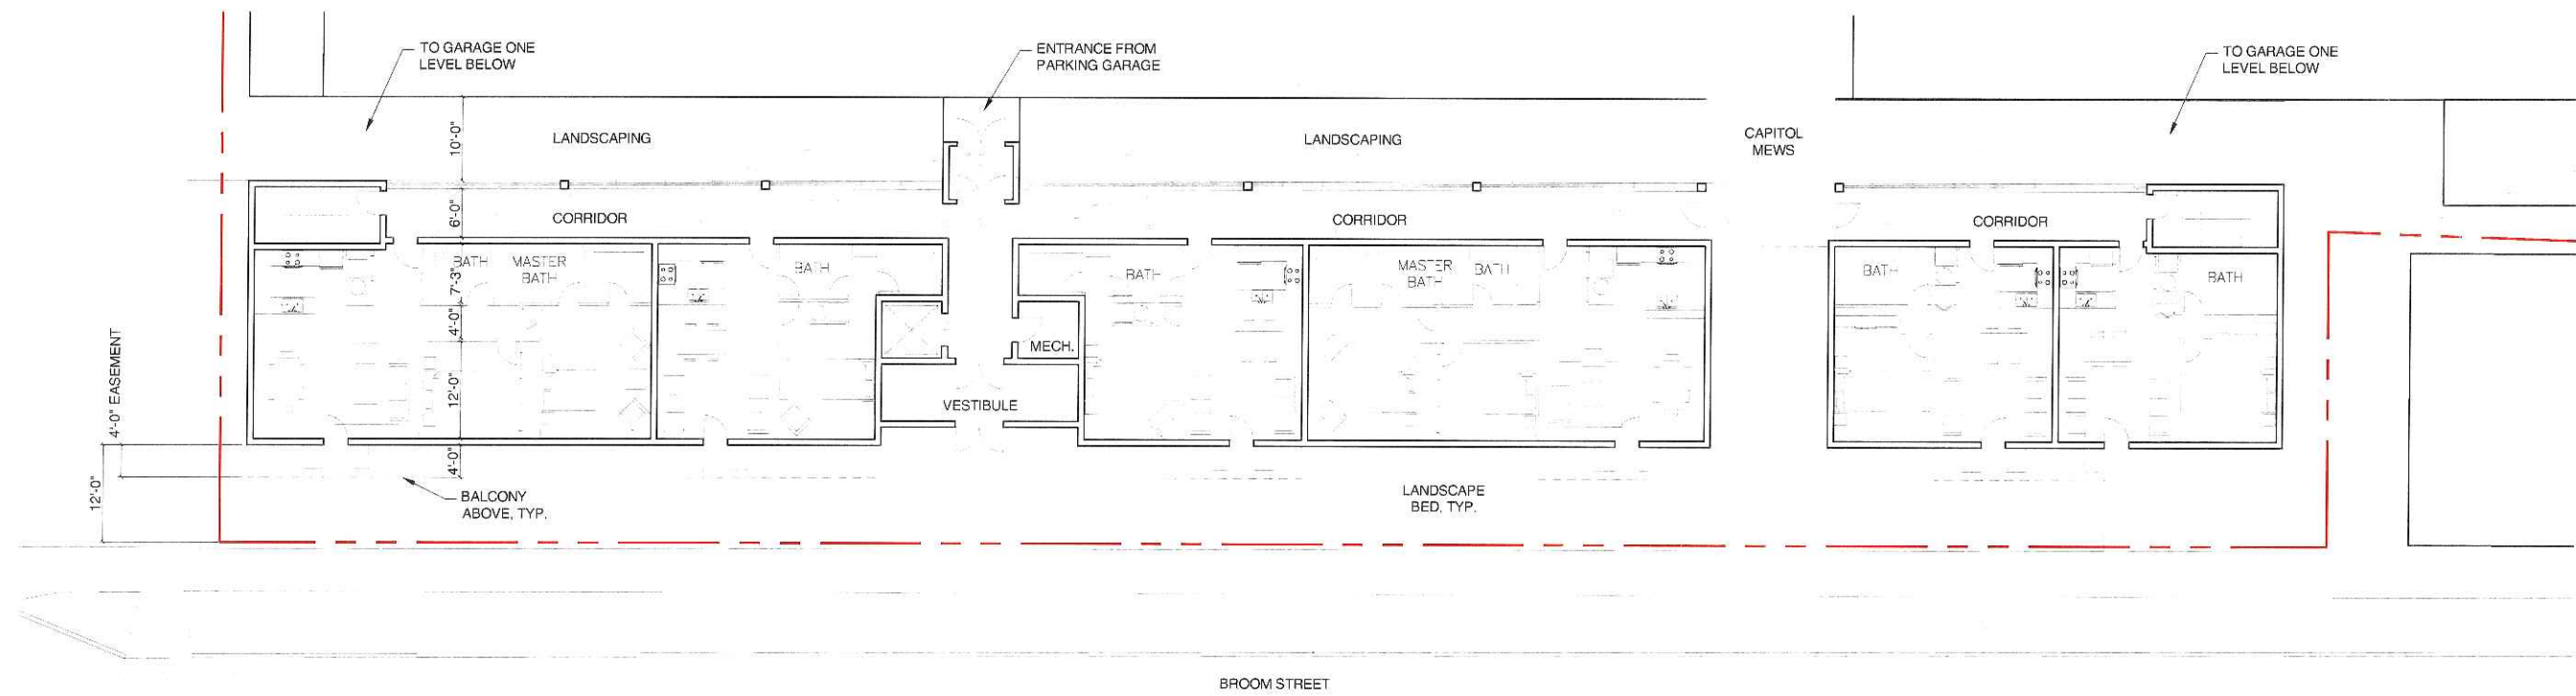 TO GARAGE ONE
LEVEL BELOW
ENTRANCE FROM
PARKING GARAGE
TO GARAGE ONE
LEVEL BELOW
10'-0"
LANDSCAPING
LANDSCAPING
CAPITOL
MEWS
6'-0"
CORRIDOR
CORRIDOR
CORRIDOR
BATH
MASTER
BATH
7'-3"
BATH
BATH
MASTER
BATH
BATH
BATH
BATH
4'-0"
MECH.
4'-0" EASEMENT
12'-0"
VESTIBULE
4'-0"
12'-0"
BALCONY
ABOVE, TYP.
LANDSCAPE
BED, TYP.
BROOM STREET